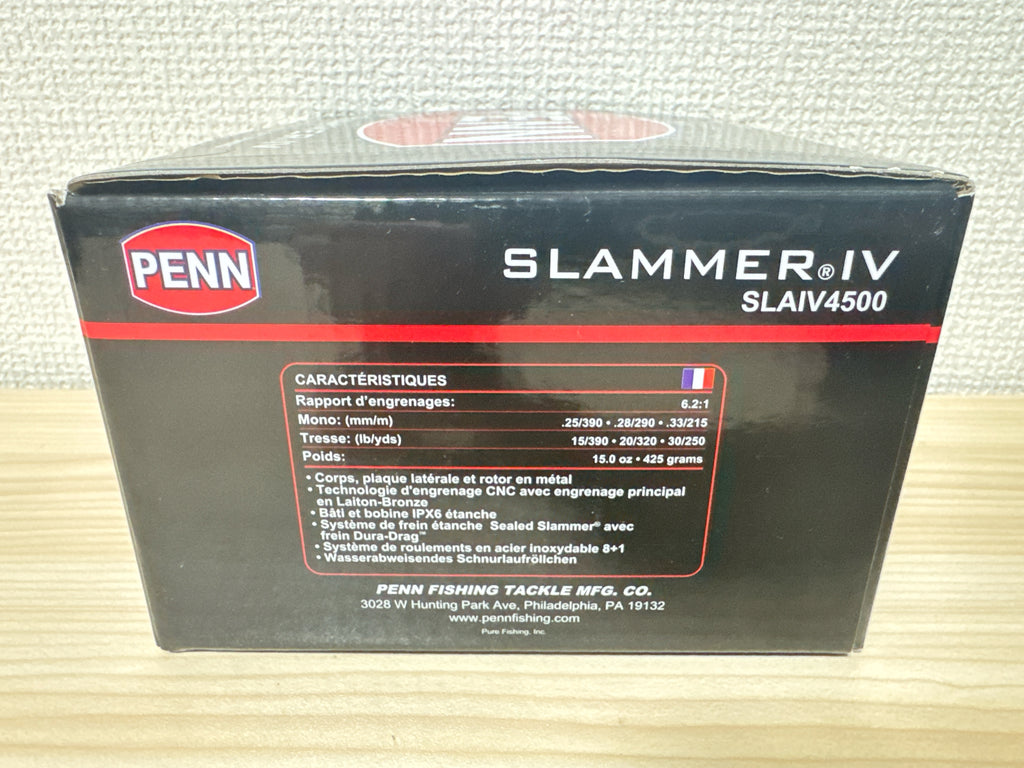 PENN
SLAMMER®IV
SLAIV4500
CARACTÉRISTIQUES
Rapport d'engrenages: 6.2:1
Mono: (mm/m) .25/390 • .28/290 • .33/215
Tresse: (lb/yds) 15/390 • 20/320 • 30/250
Poids: 15.0 oz • 425 grams
• Corps, plaque latérale et rotor en métal
• Technologie d'engrenage CNC avec engrenage principal
en Laiton-Bronze
• Bâti et bobine IPX6 étanche
• Système de frein étanche Sealed Slammer® avec
frein Dura-Drag™
• Système de roulements en acier inoxydable 8+1
• Wasserabweisendes Schnurlaufröllchen
PENN FISHING TACKLE MFG. CO.
3028 W Hunting Park Ave, Philadelphia, PA 19132
www.pennfishing.com
Pure Fishing, Inc.